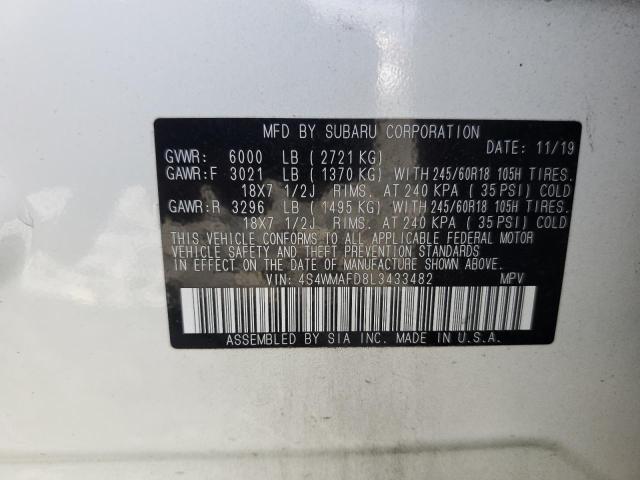 MFD BY SUBARU CORPORATION
DATE: 11/19
GVWR: 6000 LB (2721 KG)
GAWR:F 3021 LB (1370 KG) WITH 245/60R18 105H TIRES.
18X7 1/2J RIMS. AT 240 KPA (35 PSI) COLD
GAWR:R 3296 LB (1495 KG) WITH 245/60R18 105H TIRES.
18X7 1/2J RIMS. AT 240 KPA (35 PSI) COLD
THIS VEHICLE CONFORMS TO ALL APPLICABLE FEDERAL MOTOR
VEHICLE SAFETY AND THEFT PREVENTION STANDARDS
IN EFFECT ON THE DATE OF MANUFACTURE SHOWN ABOVE.
VIN: 4S4WMAFD8L3433482 MPV
ASSEMBLED BY SIA INC. MADE IN U.S.A.